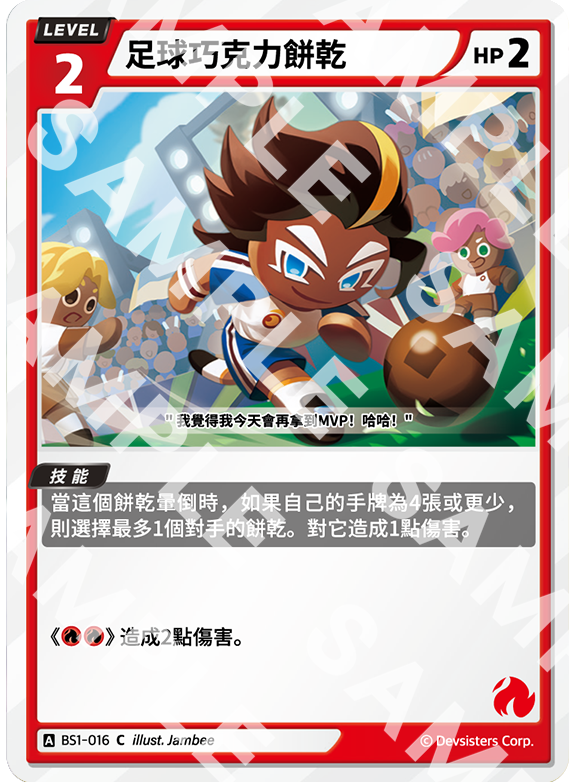 LEVEL
2
足球巧克力餅乾
HP 2
"我覺得我今天會再拿到MVP！哈哈！"
技能
當這個餅乾暈倒時，如果自己的手牌為4張或更少，
則選擇最多1個對手的餅乾。對它造成1點傷害。
《》造成2點傷害。
A BS1-016 C illust. Jambee
© Devsisters Corp.
SAMPLE
SAMPLE
SAMPLE
SAMPLE